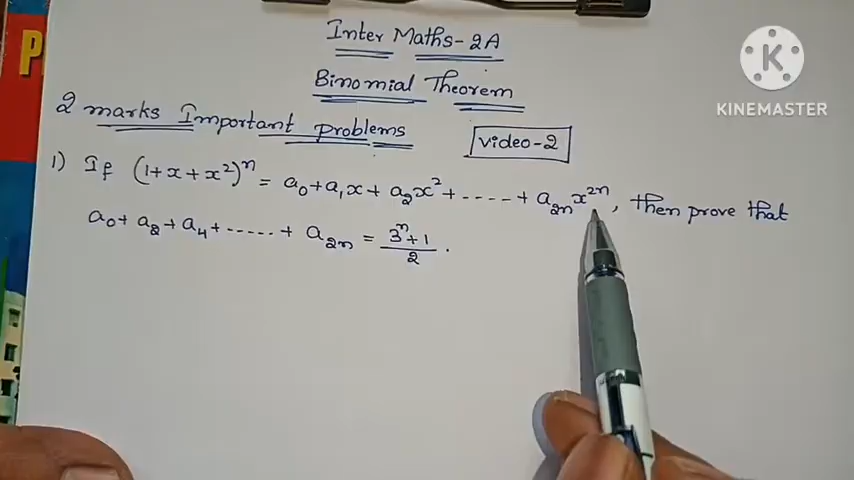 Inter Maths-2A
Binomial Theorem
2 marks Important problems
video-2
K
KINEMASTER
P
1) If (1+x+x²)ⁿ = a₀+a₁x+a₂x²+-----+a₂ₙx²ⁿ, then prove that
a₀+a₂+a₄+-----+a₂ₙ = (3ⁿ+1)/2.